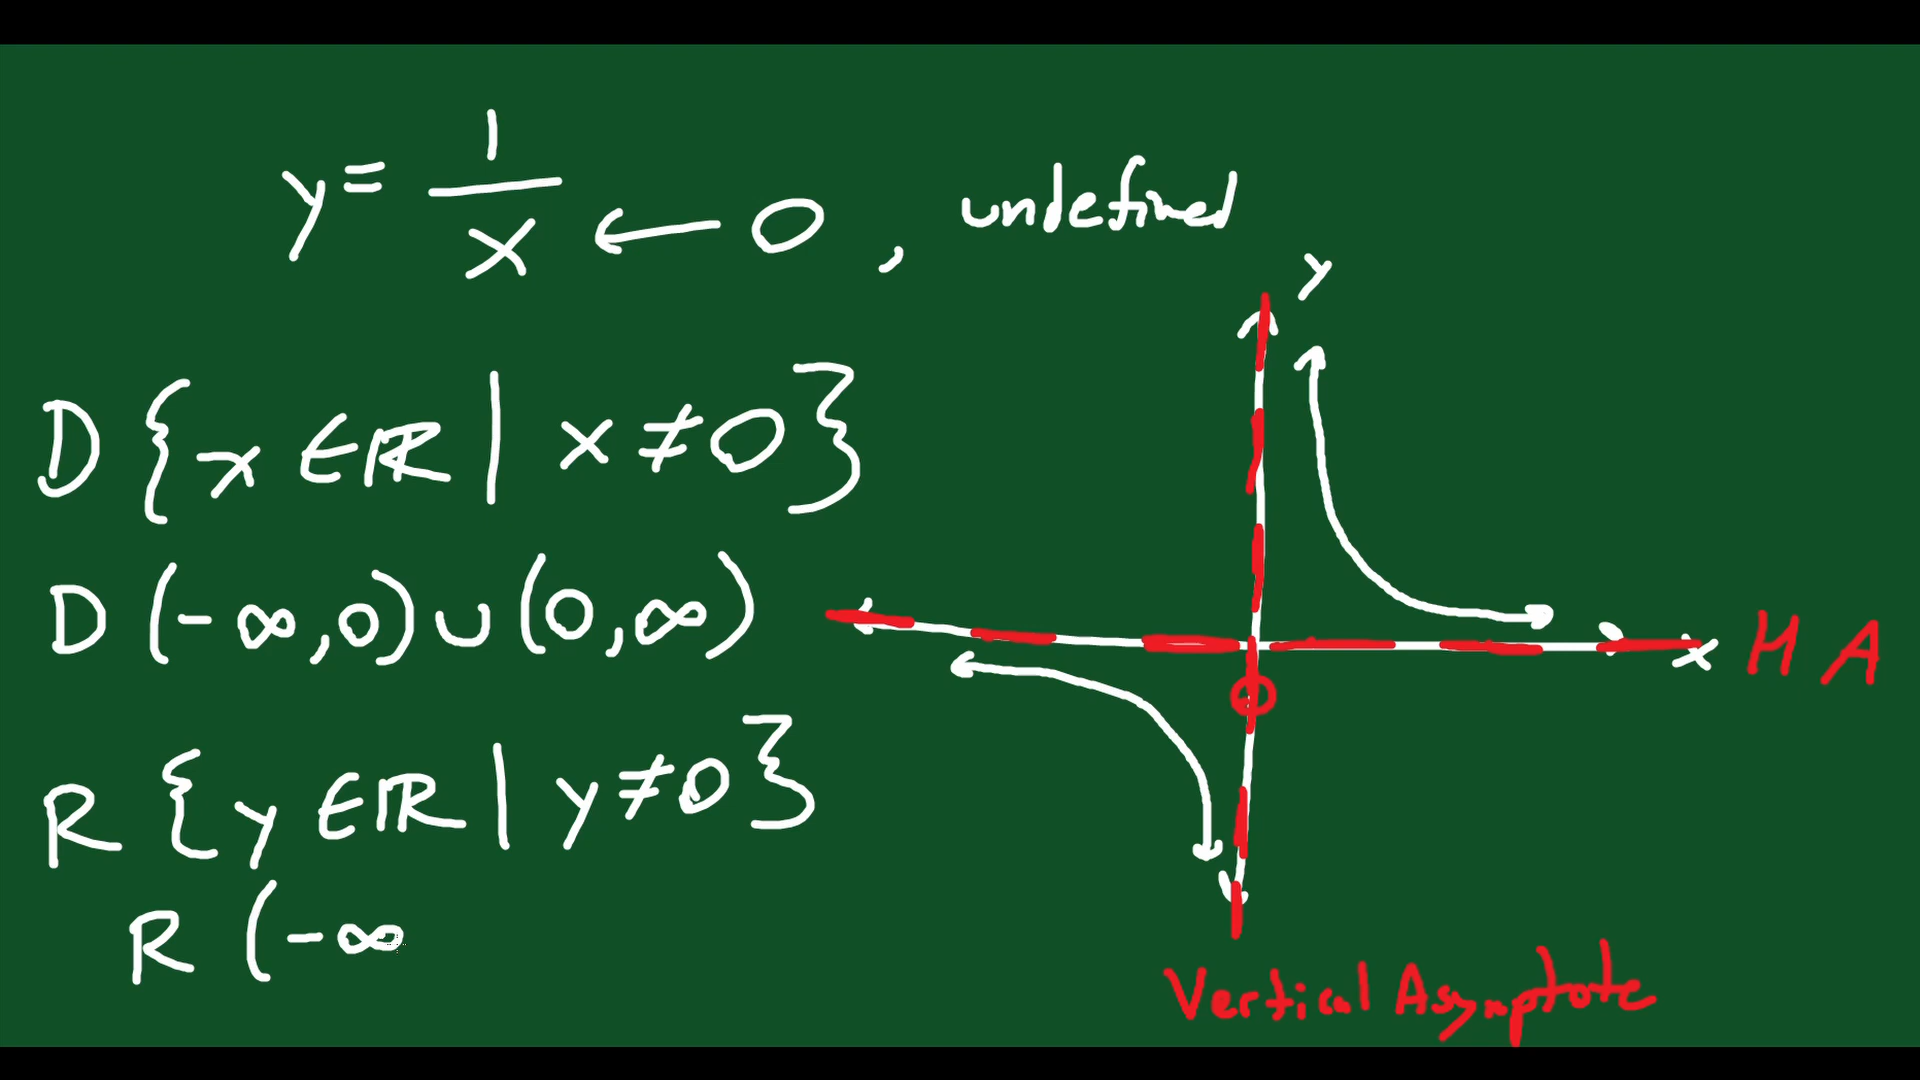 y = 1/x ← 0, undefined
y
D {x ∈ ℝ | x ≠ 0}
D (-∞, 0) ∪ (0, ∞)
x HA
R {y ∈ ℝ | y ≠ 0}
R (-∞
Vertical Asymptote